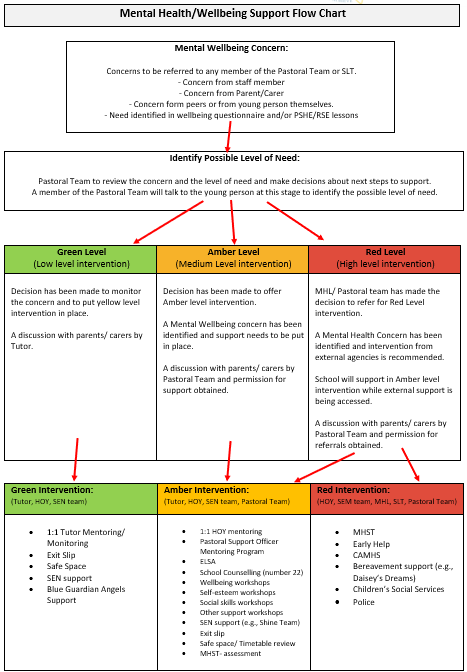 Mental Health/Wellbeing Support Flow Chart
Mental Wellbeing Concern:
Concerns to be referred to any member of the Pastoral Team or SLT.
- Concern from staff member
- Concern from Parent/Carer
- Concern form peers or from young person themselves.
- Need identified in wellbeing questionnaire and/or PSHE/RSE lessons
Identify Possible Level of Need:
Pastoral Team to review the concern and the level of need and make decisions about next steps to support.
A member of the Pastoral Team will talk to the young person at this stage to identify the possible level of need.
Green Level
(Low level intervention)
Decision has been made to monitor
the concern and to put yellow level
intervention in place.
A discussion with parents/ carers by
Tutor.
Amber Level
(Medium Level intervention)
Decision has been made to offer
Amber level intervention.
A Mental Wellbeing concern has been
identified and support needs to be put
in place.
A discussion with parents/ carers by
Pastoral Team and permission for
support obtained.
Red Level
(High level intervention)
MHL/ Pastoral team has made the
decision to refer for Red Level
intervention.
A Mental Health Concern has been
identified and intervention from
external agencies is recommended.
School will support in Amber level
intervention while external support is
being accessed.
A discussion with parents/ carers by
Pastoral Team and permission for
referrals obtained.
Green Intervention:
(Tutor, HOY, SEN team)
• 1:1 Tutor Mentoring/
Monitoring
• Exit Slip
• Safe Space
• SEN support
• Blue Guardian Angels
Support
Amber Intervention:
(Tutor, HOY, SEN team, Pastoral Team)
• 1:1 HOY mentoring
• Pastoral Support Officer
Mentoring Program
• ELSA
• School Counselling (number 22)
• Wellbeing workshops
• Self-esteem workshops
• Social skills workshops
• Other support workshops
• SEN support (e.g., Shine Team)
• Exit slip
• Safe space/ Timetable review
• MHST- assessment
Red Intervention:
(HOY, SEM team, MHL, SLT, Pastoral Team)
• MHST
• Early Help
• CAMHS
• Bereavement support (e.g.,
Daisey's Dreams)
• Children's Social Services
• Police